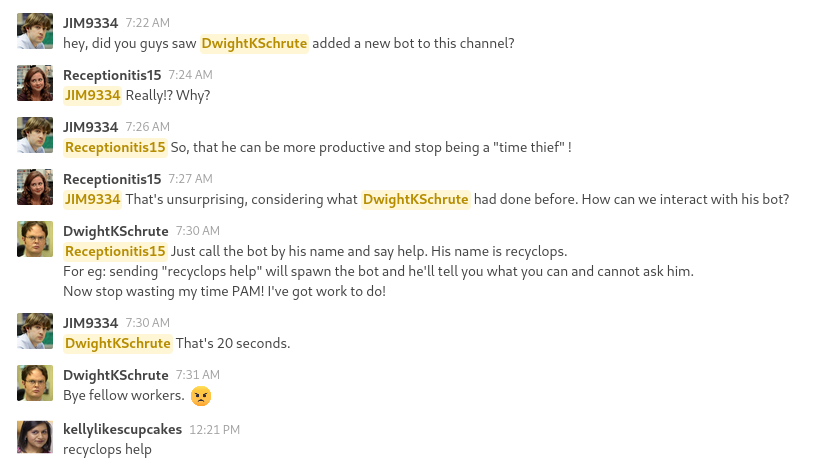 JIM9334 7:22 AM
hey, did you guys saw DwightKSchrute added a new bot to this channel?
Receptionitis15 7:24 AM
JIM9334 Really!? Why?
JIM9334 7:26 AM
Receptionitis15 So, that he can be more productive and stop being a "time thief" !
Receptionitis15 7:27 AM
JIM9334 That's unsurprising, considering what DwightKSchrute had done before. How can we interact with his bot?
DwightKSchrute 7:30 AM
Receptionitis15 Just call the bot by his name and say help. His name is recyclops.
For eg: sending "recyclops help" will spawn the bot and he'll tell you what you can and cannot ask him.
Now stop wasting my time PAM! I've got work to do!
JIM9334 7:30 AM
DwightKSchrute That's 20 seconds.
DwightKSchrute 7:31 AM
Bye fellow workers. 😠
kellylikescupcakes 12:21 PM
recyclops help